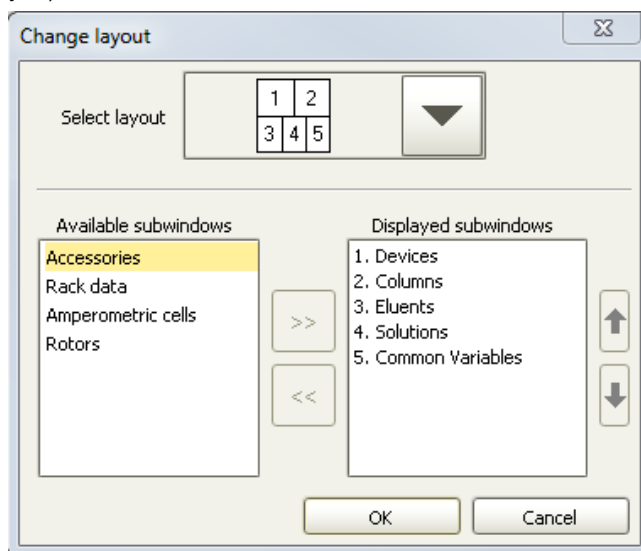 Change layout
Select layout
1 2
3 4 5
Available subwindows
Accessories
Rack data
Amperometric cells
Rotors
>>
<<
Displayed subwindows
1. Devices
2. Columns
3. Eluents
4. Solutions
5. Common Variables
OK
Cancel